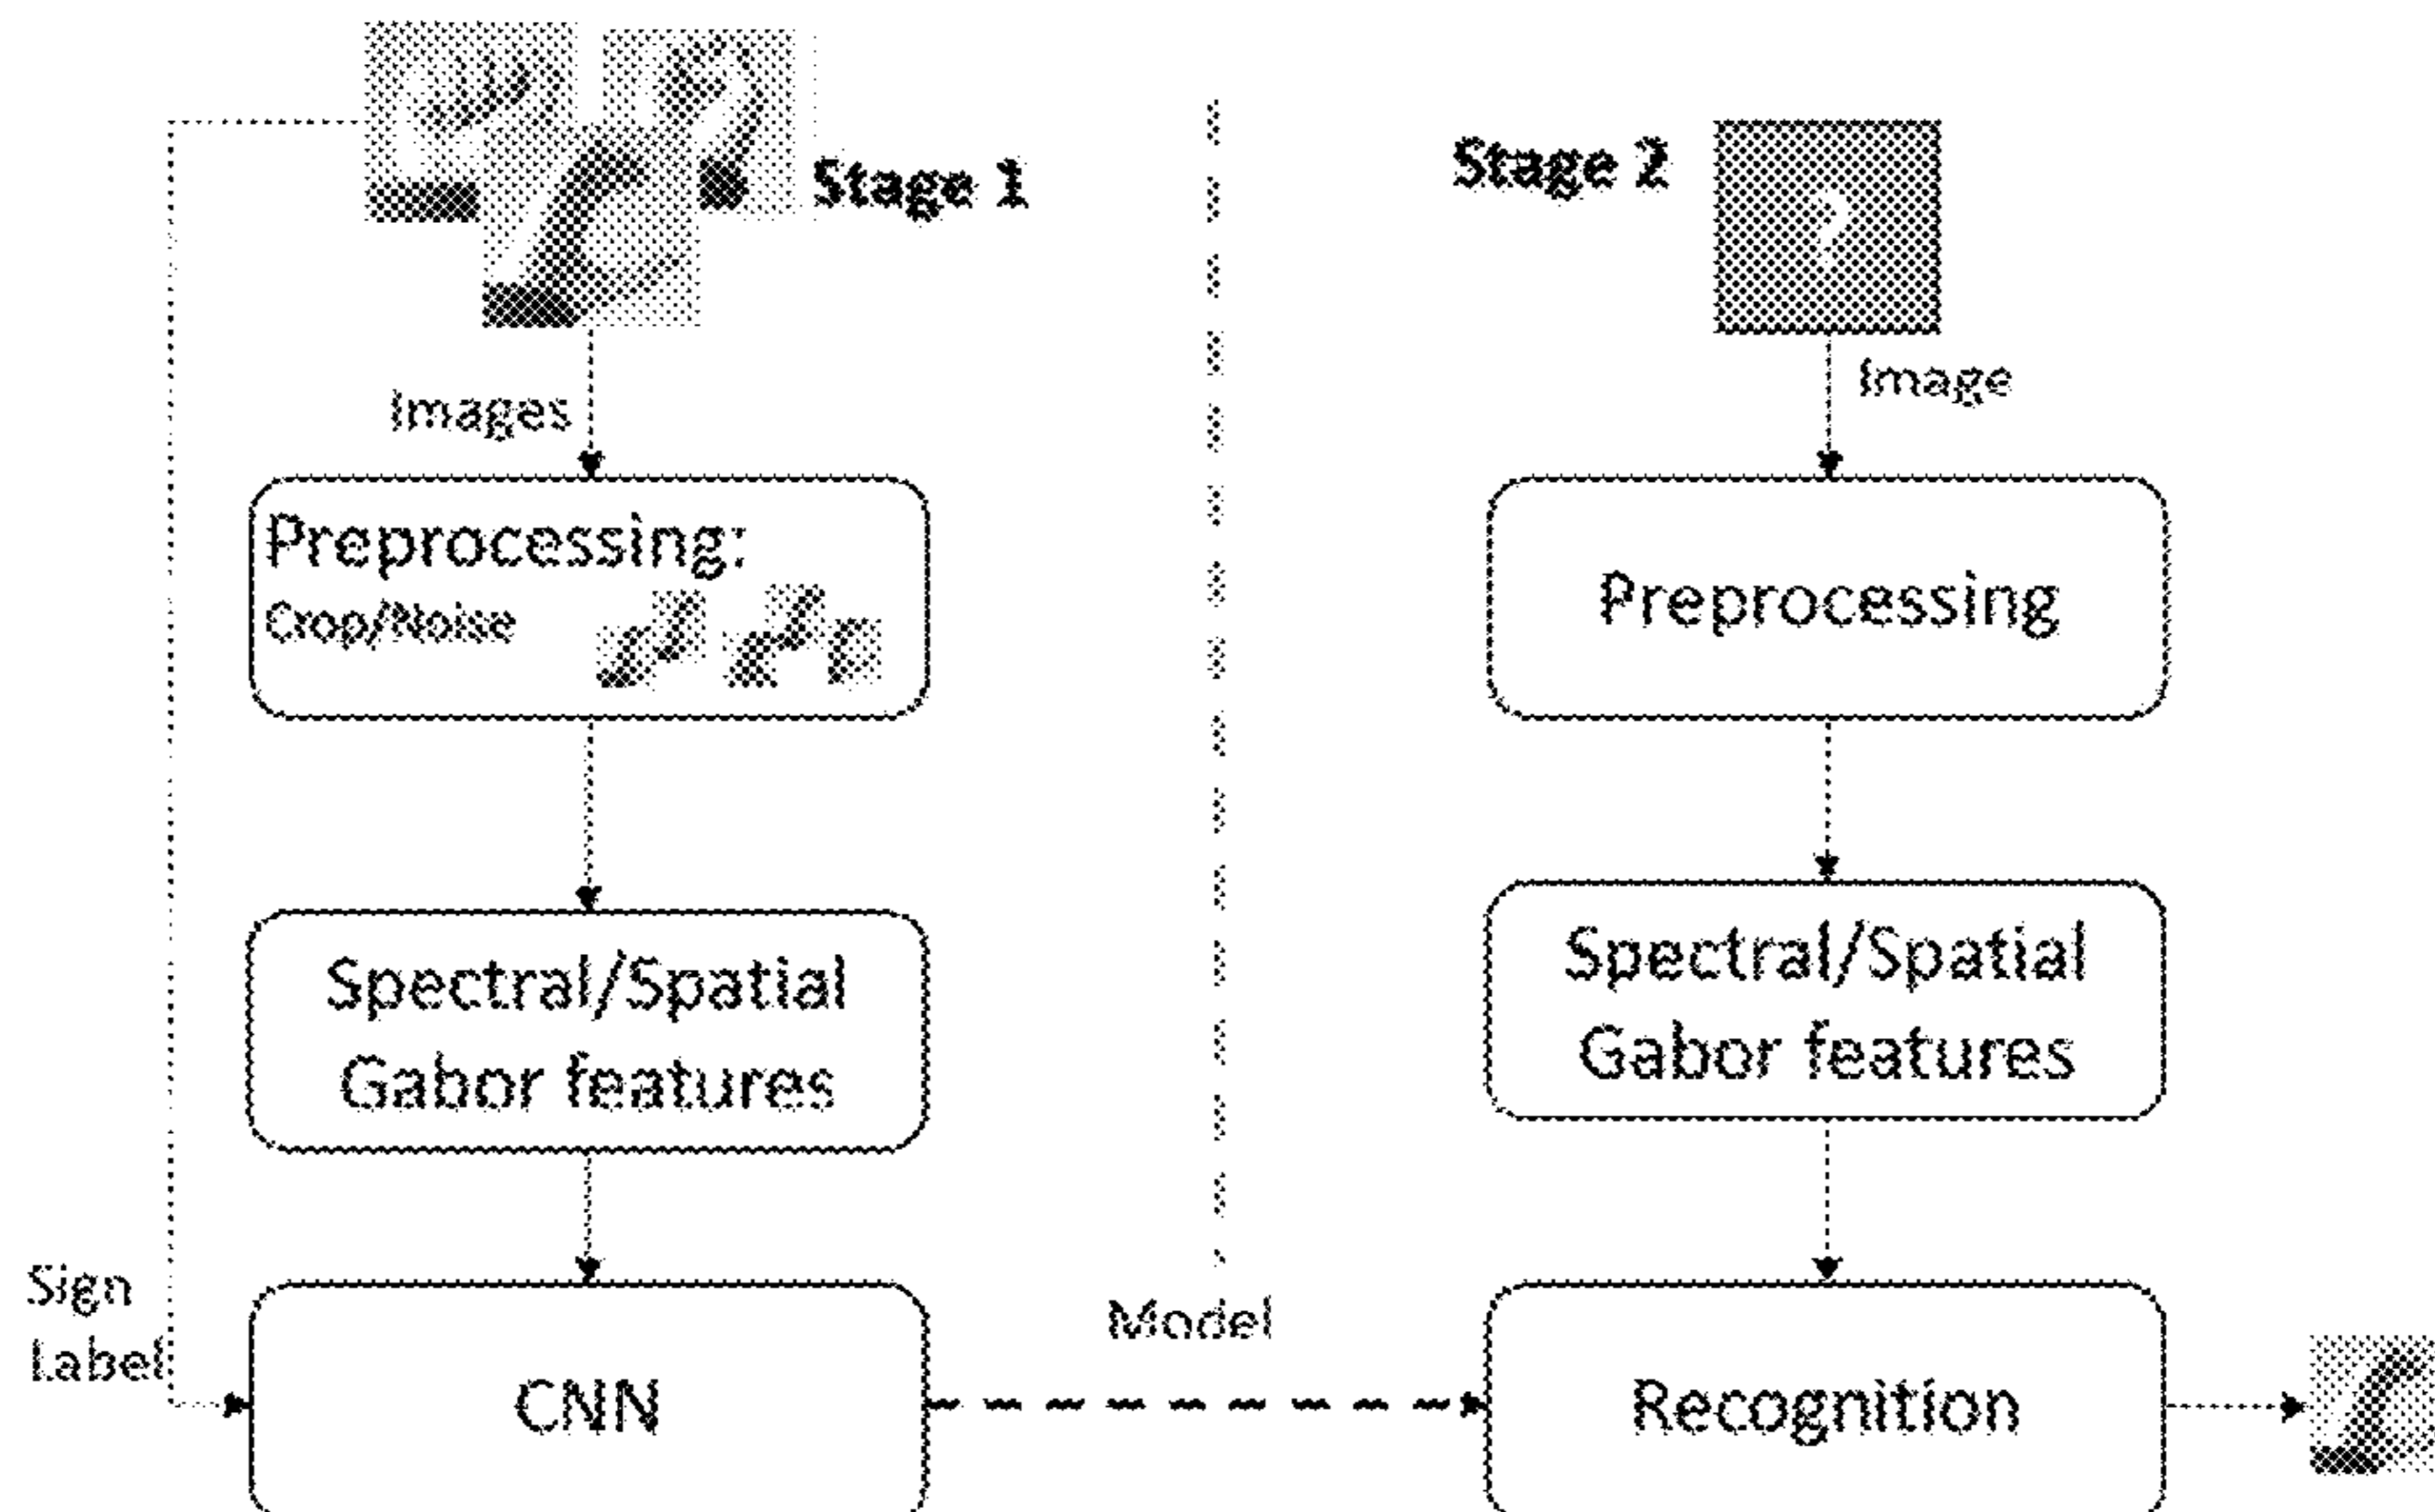 Stage 1
Images
Preprocessing:
Crop/Noise
Spectral/Spatial
Gabor features
Sign
Label
CNN
Model
Stage 2
?
Image
Preprocessing
Spectral/Spatial
Gabor features
Recognition